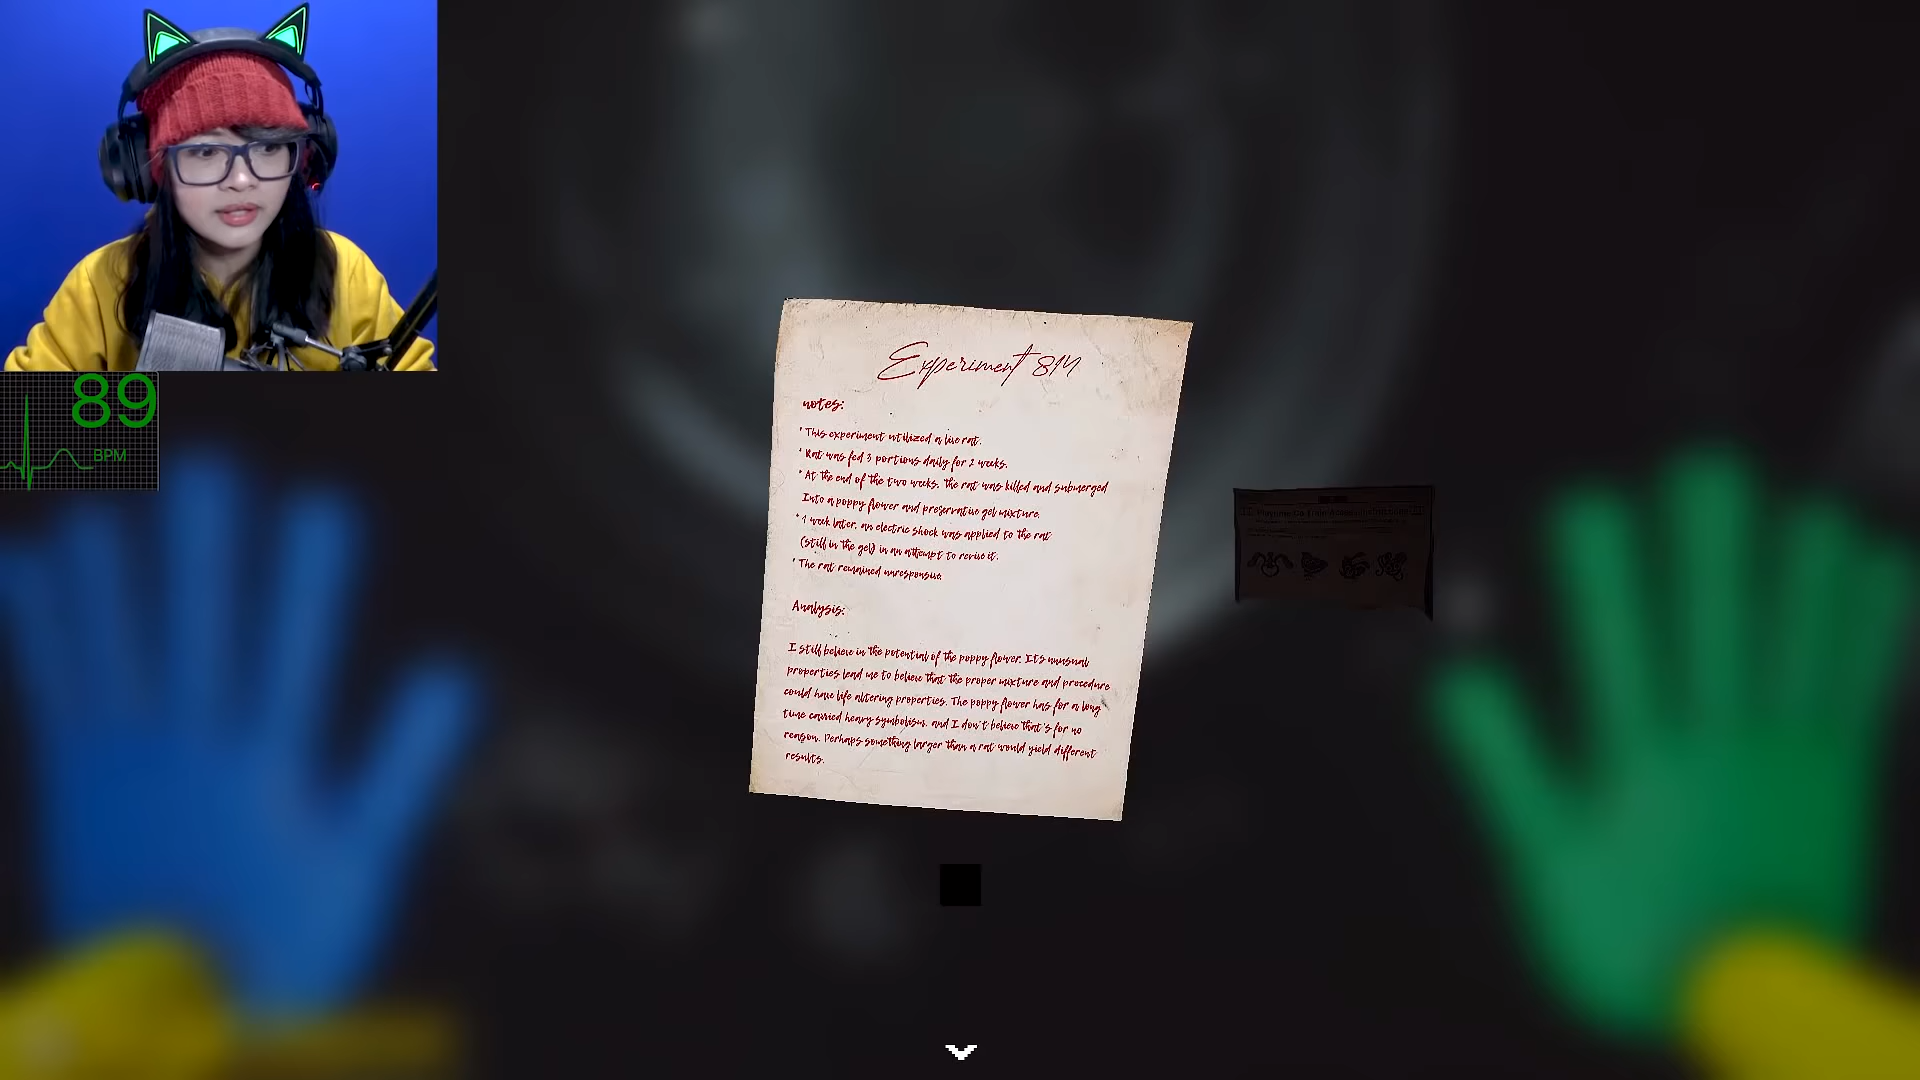 89
BPM
Experiment 814
notes:
* This experiment utilized a live rat.
* Rat was fed 3 portions daily for 2 weeks.
* At the end of the two weeks, the rat was killed and submerged
Into a poppy flower and preservative gel mixture.
* 1 week later, an electric shock was applied to the rat
(still in the gel) in an attempt to revive it.
* The rat remained unresponsive.
Analysis:
I still believe in the potential of the poppy flower. Its unusual
properties lead me to believe that the proper mixture and procedure
could have life altering properties. The poppy flower has for a long
time carried heavy symbolism, and I don't believe that's for no
reason. Perhaps something larger than a rat would yield different
results.